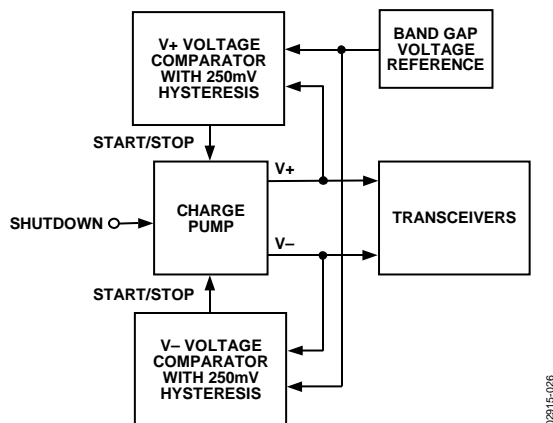 V+ VOLTAGE
COMPARATOR
WITH 250mV
HYSTERESIS
BAND GAP
VOLTAGE
REFERENCE
START/STOP
V+
SHUTDOWN
CHARGE
PUMP
TRANSCEIVERS
V–
START/STOP
V– VOLTAGE
COMPARATOR
WITH 250mV
HYSTERESIS
02915-026